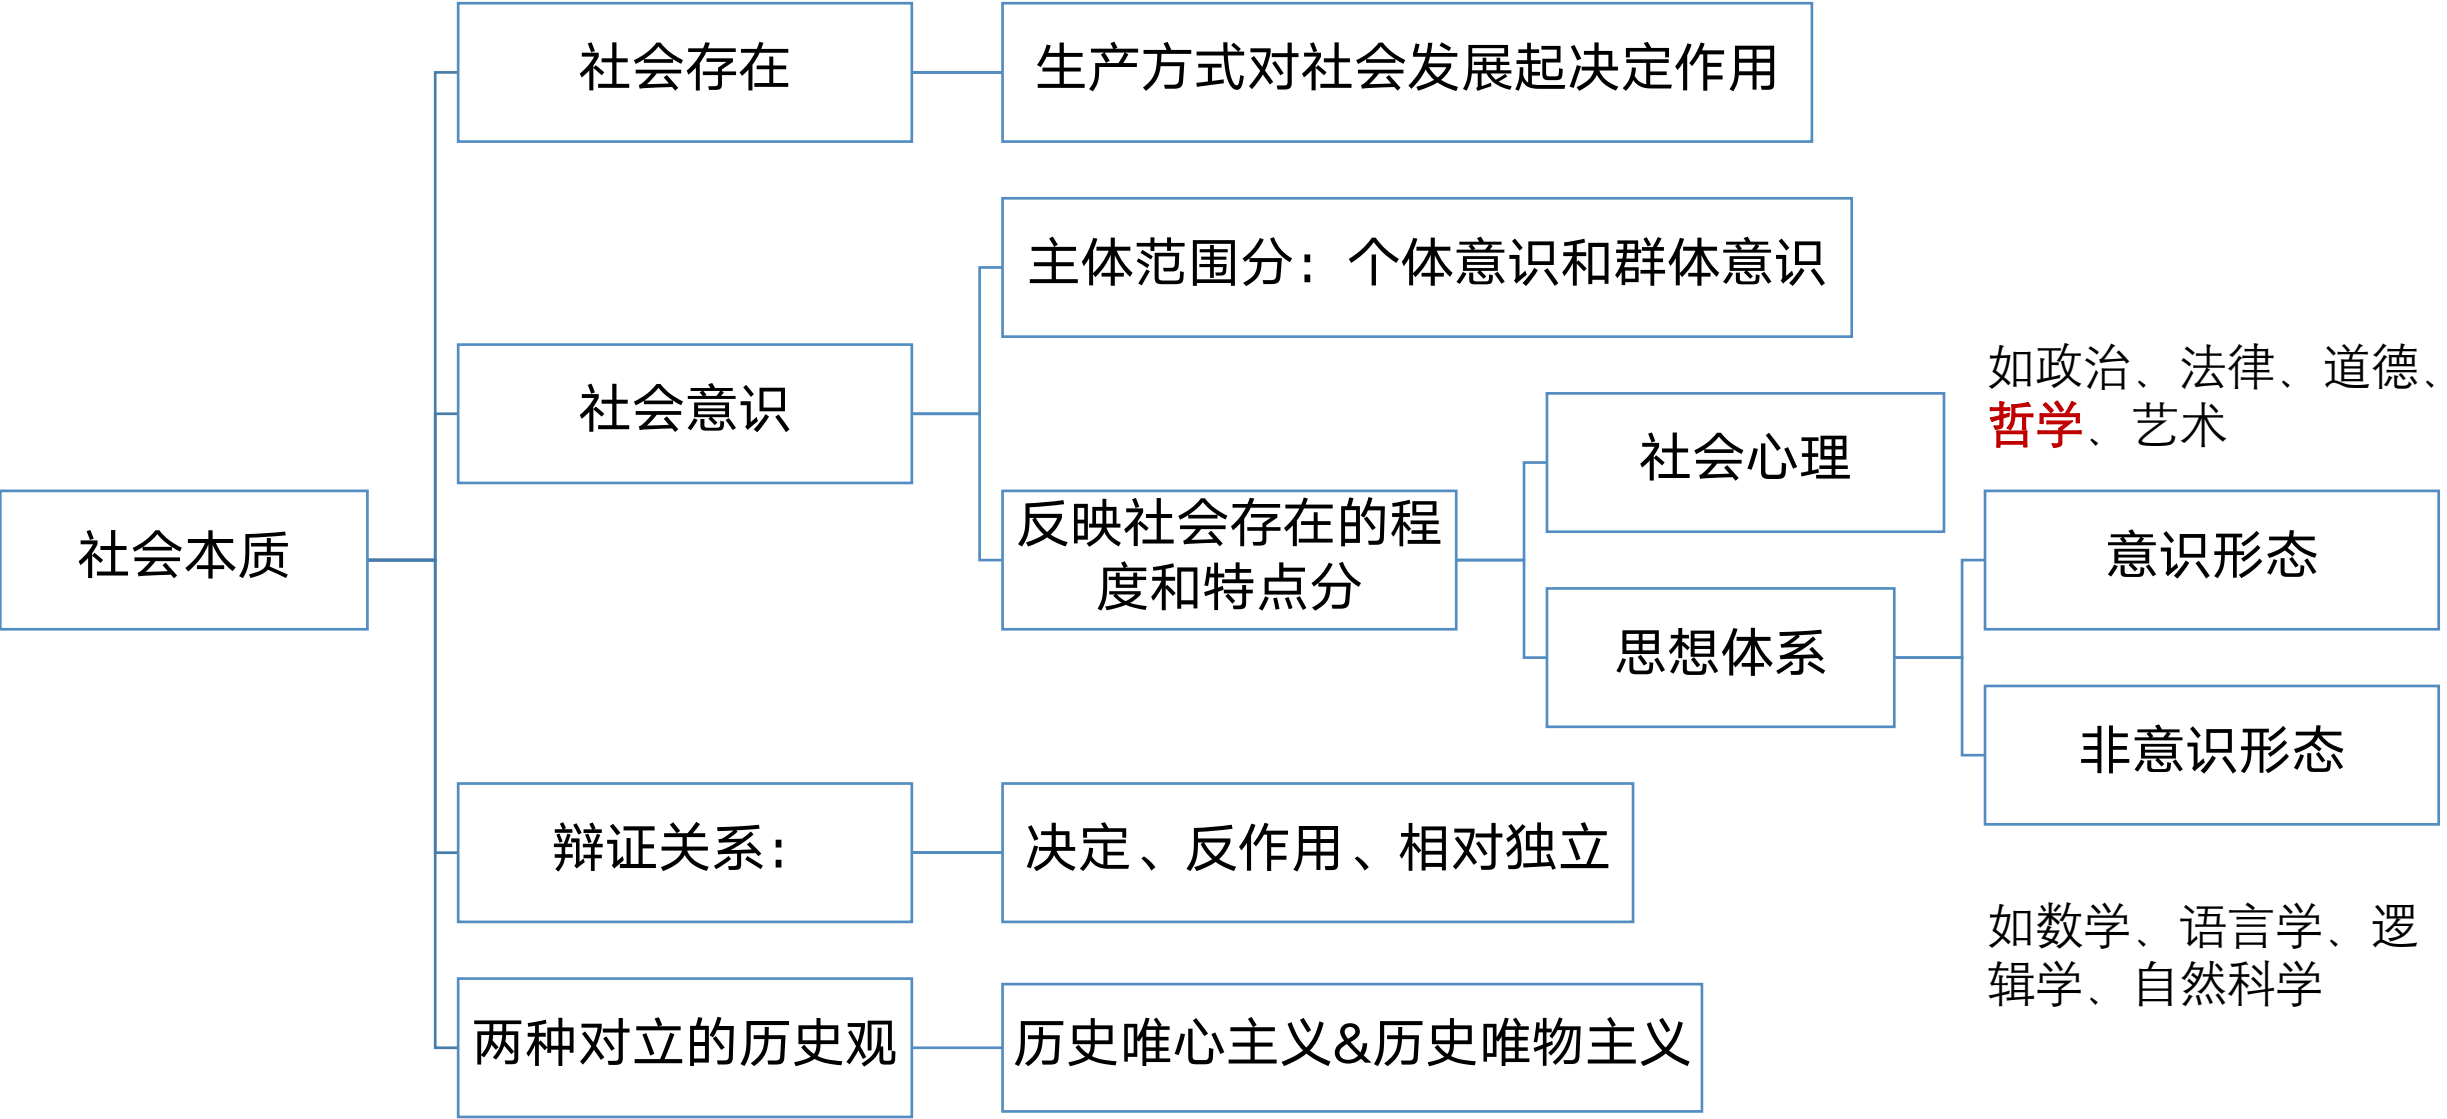 社会存在
生产方式对社会发展起决定作用
主体范围分：个体意识和群体意识
社会意识
如政治、法律、道德、
哲学、艺术
社会心理
社会本质
反映社会存在的程
度和特点分
意识形态
思想体系
非意识形态
辩证关系：
决定、反作用、相对独立
如数学、语言学、逻
辑学、自然科学
两种对立的历史观
历史唯心主义&历史唯物主义